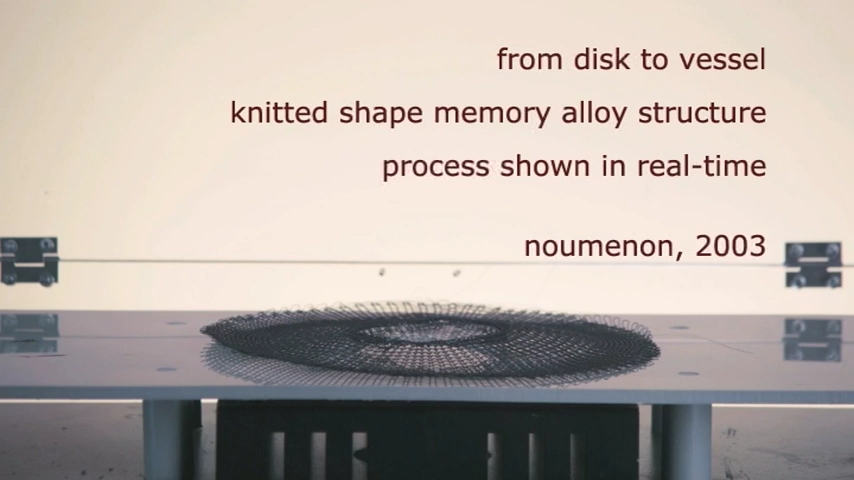 from disk to vessel
knitted shape memory alloy structure
process shown in real-time
noumenon, 2003